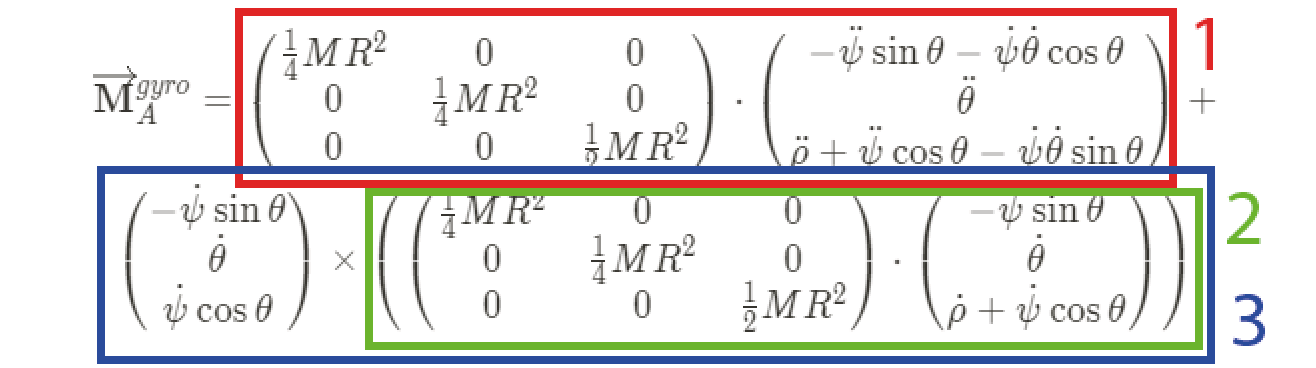 $\overrightarrow{\mathbf{M}}_A^{gyro} = \begin{pmatrix} \frac{1}{4}MR^2 & 0 & 0 \\ 0 & \frac{1}{4}MR^2 & 0 \\ 0 & 0 & \frac{1}{2}MR^2 \end{pmatrix} \cdot \begin{pmatrix} -\ddot{\psi}\sin\theta - \dot{\psi}\dot{\theta}\cos\theta \\ \ddot{\theta} \\ \ddot{\rho} + \ddot{\psi}\cos\theta - \dot{\psi}\dot{\theta}\sin\theta \end{pmatrix} +$ 1
$\begin{pmatrix} -\dot{\psi}\sin\theta \\ \dot{\theta} \\ \dot{\psi}\cos\theta \end{pmatrix} \times \left( \begin{pmatrix} \frac{1}{4}MR^2 & 0 & 0 \\ 0 & \frac{1}{4}MR^2 & 0 \\ 0 & 0 & \frac{1}{2}MR^2 \end{pmatrix} \cdot \begin{pmatrix} -\dot{\psi}\sin\theta \\ \dot{\theta} \\ \dot{\rho} + \dot{\psi}\cos\theta \end{pmatrix} \right)$ 2
3